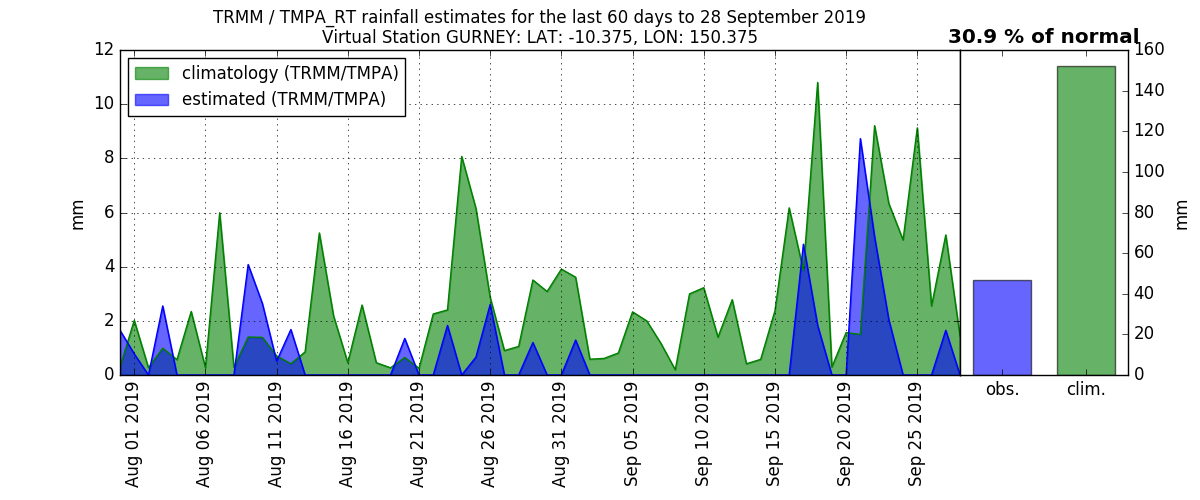 TRMM / TMPA_RT rainfall estimates for the last 60 days to 28 September 2019
Virtual Station GURNEY: LAT: -10.375, LON: 150.375
30.9 % of normal
climatology (TRMM/TMPA)
estimated (TRMM/TMPA)
mm
12
10
8
6
4
2
0
Aug 01 2019
Aug 06 2019
Aug 11 2019
Aug 16 2019
Aug 21 2019
Aug 26 2019
Aug 31 2019
Sep 05 2019
Sep 10 2019
Sep 15 2019
Sep 20 2019
Sep 25 2019
obs.
clim.
160
140
120
100
80
60
40
20
0
mm